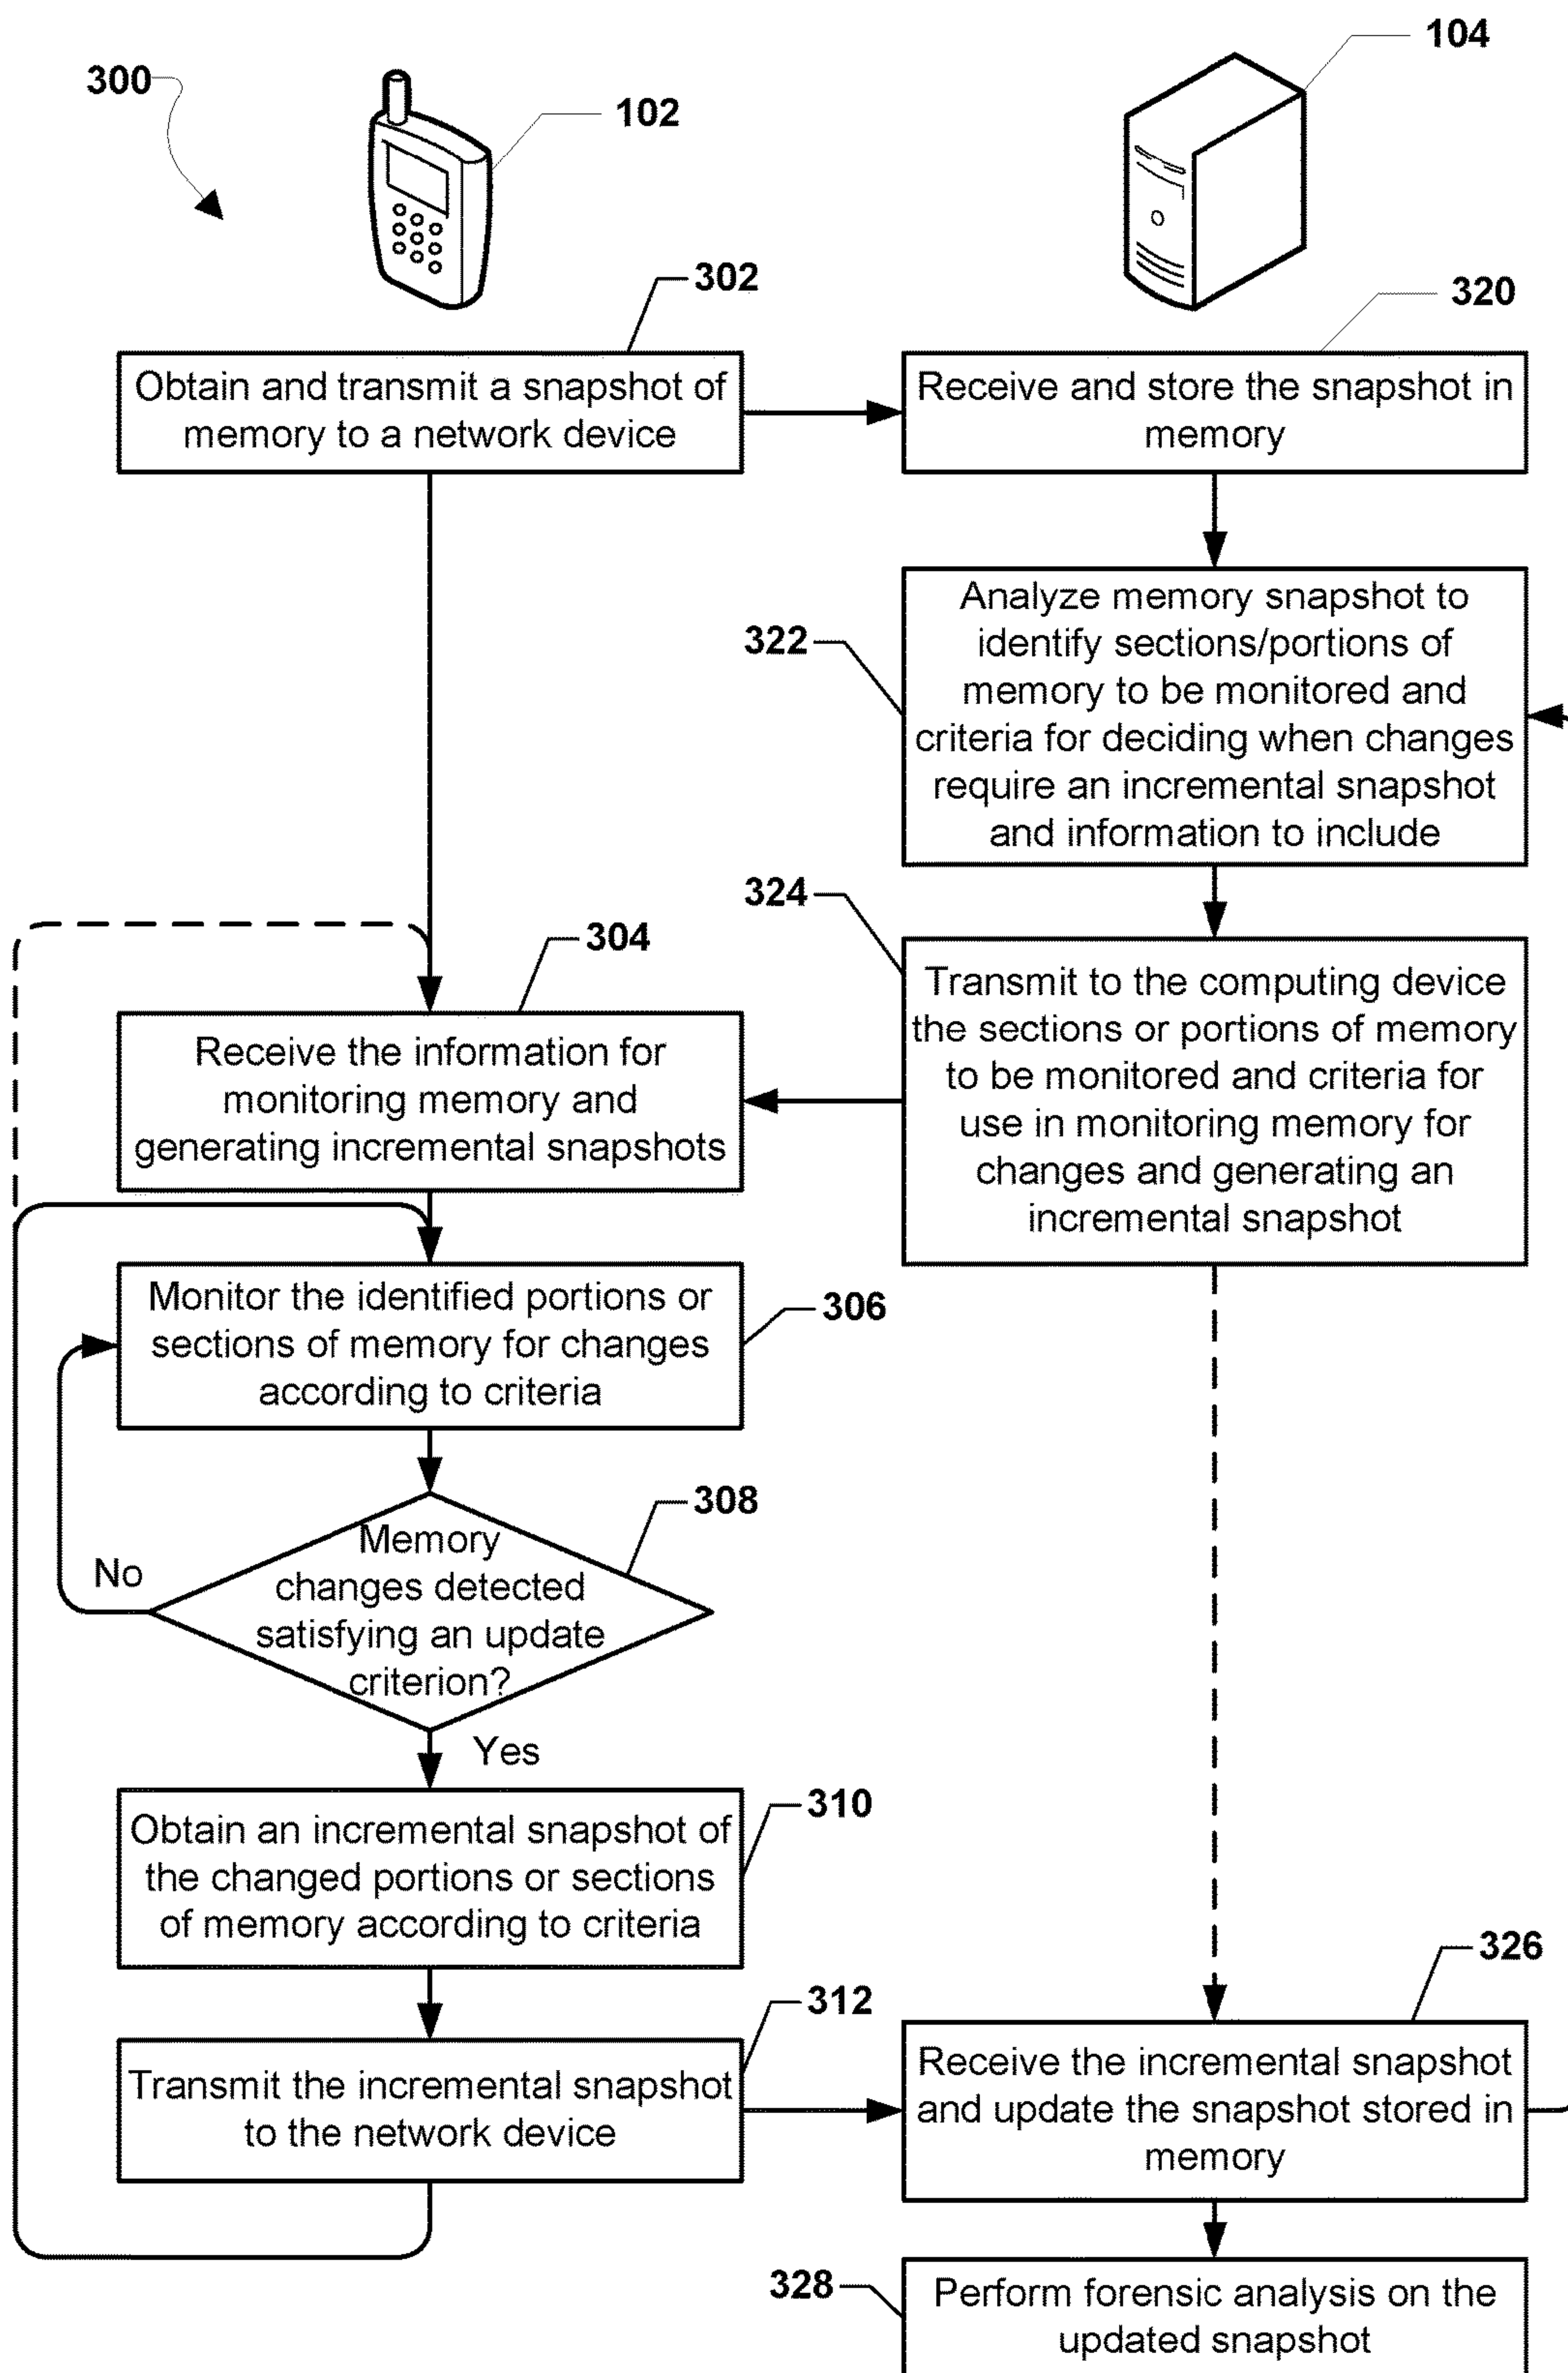 104
300
102
302
320
Obtain and transmit a snapshot of
memory to a network device
Receive and store the snapshot in
memory
322
Analyze memory snapshot to
identify sections/portions of
memory to be monitored and
criteria for deciding when changes
require an incremental snapshot
and information to include
324
304
Transmit to the computing device
the sections or portions of memory
to be monitored and criteria for
use in monitoring memory for
changes and generating an
incremental snapshot
Receive the information for
monitoring memory and
generating incremental snapshots
Monitor the identified portions or
sections of memory for changes
according to criteria
306
308
Memory
changes detected
satisfying an update
criterion?
No
Yes
310
Obtain an incremental snapshot of
the changed portions or sections
of memory according to criteria
312
326
Transmit the incremental snapshot
to the network device
Receive the incremental snapshot
and update the snapshot stored in
memory
328
Perform forensic analysis on the
updated snapshot